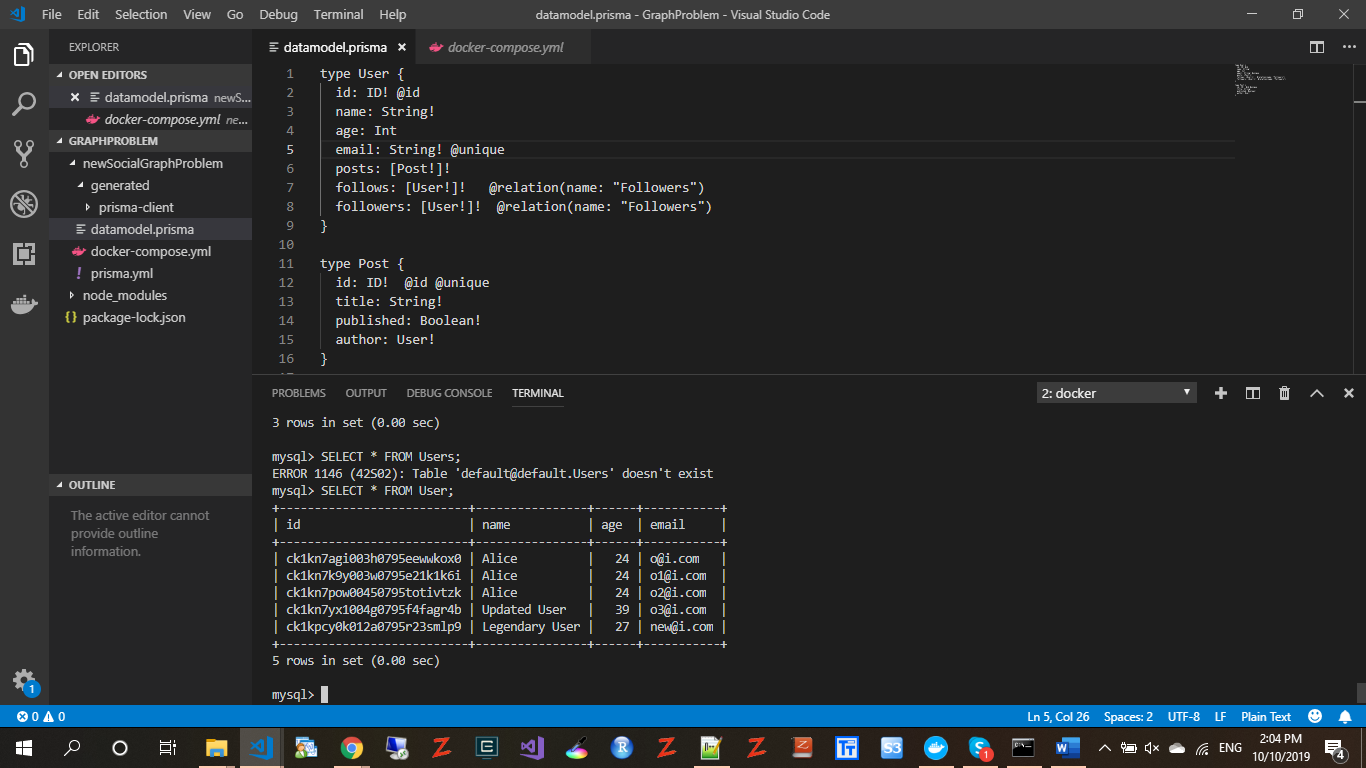 File Edit Selection View Go Debug Terminal Help
datamodel.prisma - GraphProblem - Visual Studio Code
EXPLORER
OPEN EDITORS
datamodel.prisma newS...
docker-compose.yml ne...
GRAPHPROBLEM
newSocialGraphProblem
generated
prisma-client
datamodel.prisma
docker-compose.yml
! prisma.yml
node_modules
{} package-lock.json
OUTLINE
The active editor cannot
provide outline
information.
datamodel.prisma
docker-compose.yml
1 type User {
2 id: ID! @id
3 name: String!
4 age: Int
5 email: String! @unique
6 posts: [Post!]!
7 follows: [User!]! @relation(name: "Followers")
8 followers: [User!]! @relation(name: "Followers")
9 }
10
11 type Post {
12 id: ID! @id @unique
13 title: String!
14 published: Boolean!
15 author: User!
16 }
PROBLEMS OUTPUT DEBUG CONSOLE TERMINAL
2: docker
3 rows in set (0.00 sec)
mysql> SELECT * FROM Users;
ERROR 1146 (42S02): Table 'default@default.Users' doesn't exist
mysql> SELECT * FROM User;
+---------------------------+----------------+------+-----------+
| id | name | age | email |
+---------------------------+----------------+------+-----------+
| ck1kn7agi003h0795eewwkox0 | Alice | 24 | o@i.com |
| ck1kn7k9y003w0795e21k1k6i | Alice | 24 | o1@i.com |
| ck1kn7pow00450795totivtzk | Alice | 24 | o2@i.com |
| ck1kn7yx1004g0795f4fagr4b | Updated User | 39 | o3@i.com |
| ck1kpcy0k012a0795r23smlp9 | Legendary User | 27 | new@i.com |
+---------------------------+----------------+------+-----------+
5 rows in set (0.00 sec)
mysql>
1
0 0
Ln 5, Col 26 Spaces: 2 UTF-8 LF Plain Text
R
S3
1
W
ENG
2:04 PM
10/10/2019
4